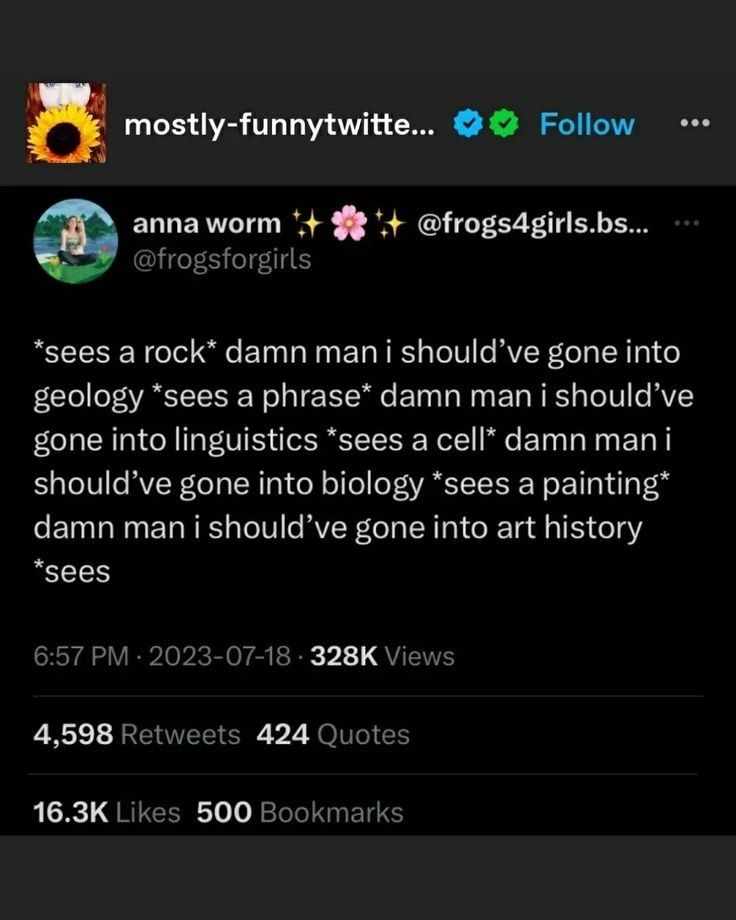 mostly-funnytwitte... Follow
anna worm ✨🌸✨ @frogs4girls.bs...
@frogsforgirls
*sees a rock* damn man i should’ve gone into
geology *sees a phrase* damn man i should’ve
gone into linguistics *sees a cell* damn man i
should’ve gone into biology *sees a painting*
damn man i should’ve gone into art history
*sees
6:57 PM · 2023-07-18 · 328K Views
4,598 Retweets 424 Quotes
16.3K Likes 500 Bookmarks